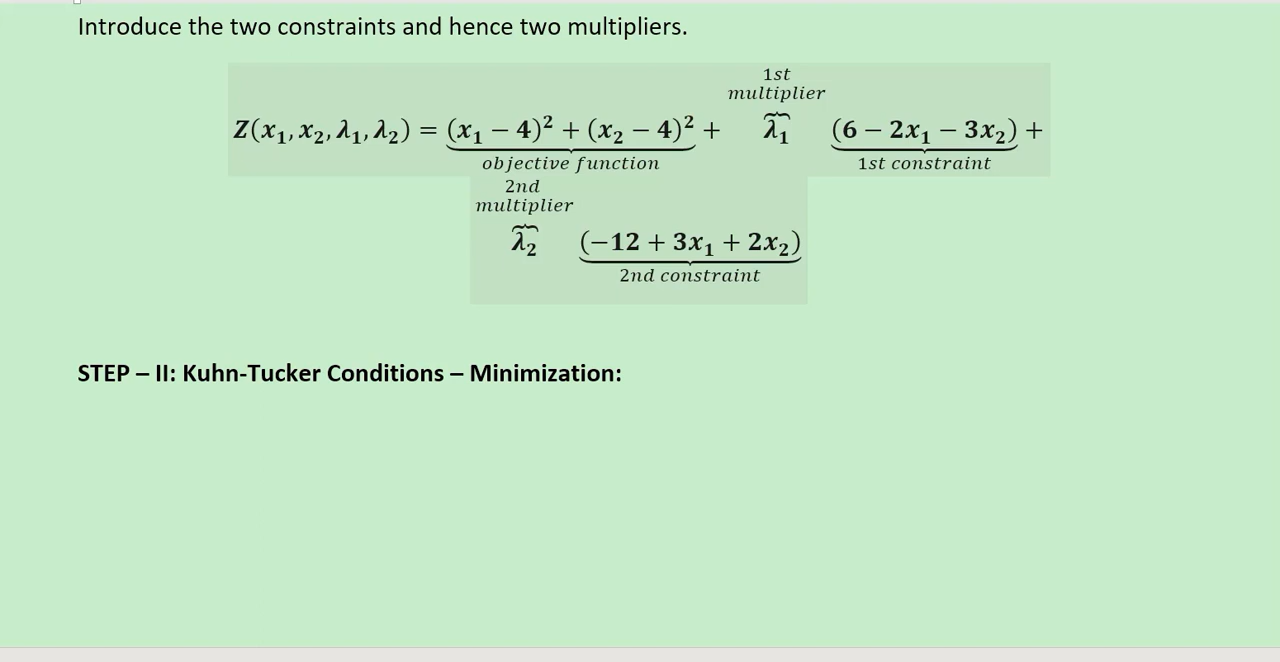 Introduce the two constraints and hence two multipliers.
1st
multiplier
Z(x₁, x₂, λ₁, λ₂) = (x₁ − 4)² + (x₂ − 4)² + λ₁ (6 − 2x₁ − 3x₂) +
objective function 1st constraint
2nd
multiplier
λ₂ (−12 + 3x₁ + 2x₂)
2nd constraint
STEP – II: Kuhn-Tucker Conditions – Minimization: